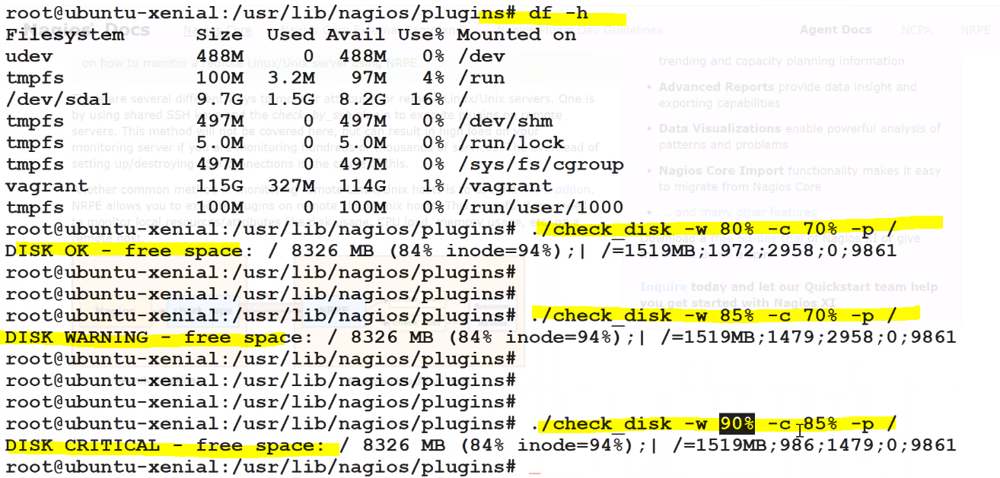 root@ubuntu-xenial:/usr/lib/nagios/plugins# df -h
Filesystem      Size  Used Avail Use% Mounted on
udev            488M     0  488M   0% /dev
tmpfs           100M  3.2M   97M   4% /run
/dev/sda1       9.7G  1.5G  8.2G  16% /
tmpfs           497M     0  497M   0% /dev/shm
tmpfs           5.0M     0  5.0M   0% /run/lock
tmpfs           497M     0  497M   0% /sys/fs/cgroup
vagrant         115G  327M  114G   1% /vagrant
tmpfs           100M     0  100M   0% /run/user/1000
root@ubuntu-xenial:/usr/lib/nagios/plugins# ./check_disk -w 80% -c 70% -p /
DISK OK - free space: / 8326 MB (84% inode=94%);| /=1519MB;1972;2958;0;9861
root@ubuntu-xenial:/usr/lib/nagios/plugins#
root@ubuntu-xenial:/usr/lib/nagios/plugins#
root@ubuntu-xenial:/usr/lib/nagios/plugins# ./check_disk -w 85% -c 70% -p /
DISK WARNING - free space: / 8326 MB (84% inode=94%);| /=1519MB;1479;2958;0;9861
root@ubuntu-xenial:/usr/lib/nagios/plugins#
root@ubuntu-xenial:/usr/lib/nagios/plugins#
root@ubuntu-xenial:/usr/lib/nagios/plugins#
root@ubuntu-xenial:/usr/lib/nagios/plugins# ./check_disk -w 90% -c 85% -p /
DISK CRITICAL - free space: / 8326 MB (84% inode=94%);| /=1519MB;986;1479;0;9861
root@ubuntu-xenial:/usr/lib/nagios/plugins#
Nagios Docs
Nagios Core
Agent Docs
NCPA
NRPE
on how to monitor a remote Linux/Unix server using NRPE.
trending and capacity planning information
• Advanced Reports provide data insight and
exporting capabilities
• Data Visualizations enable powerful analysis of
patterns and problems
• Nagios Core Import functionality makes it easy
to migrate from Nagios Core
• ... and many other features
Inquire today and let our Quickstart team help
you get started with Nagios XI